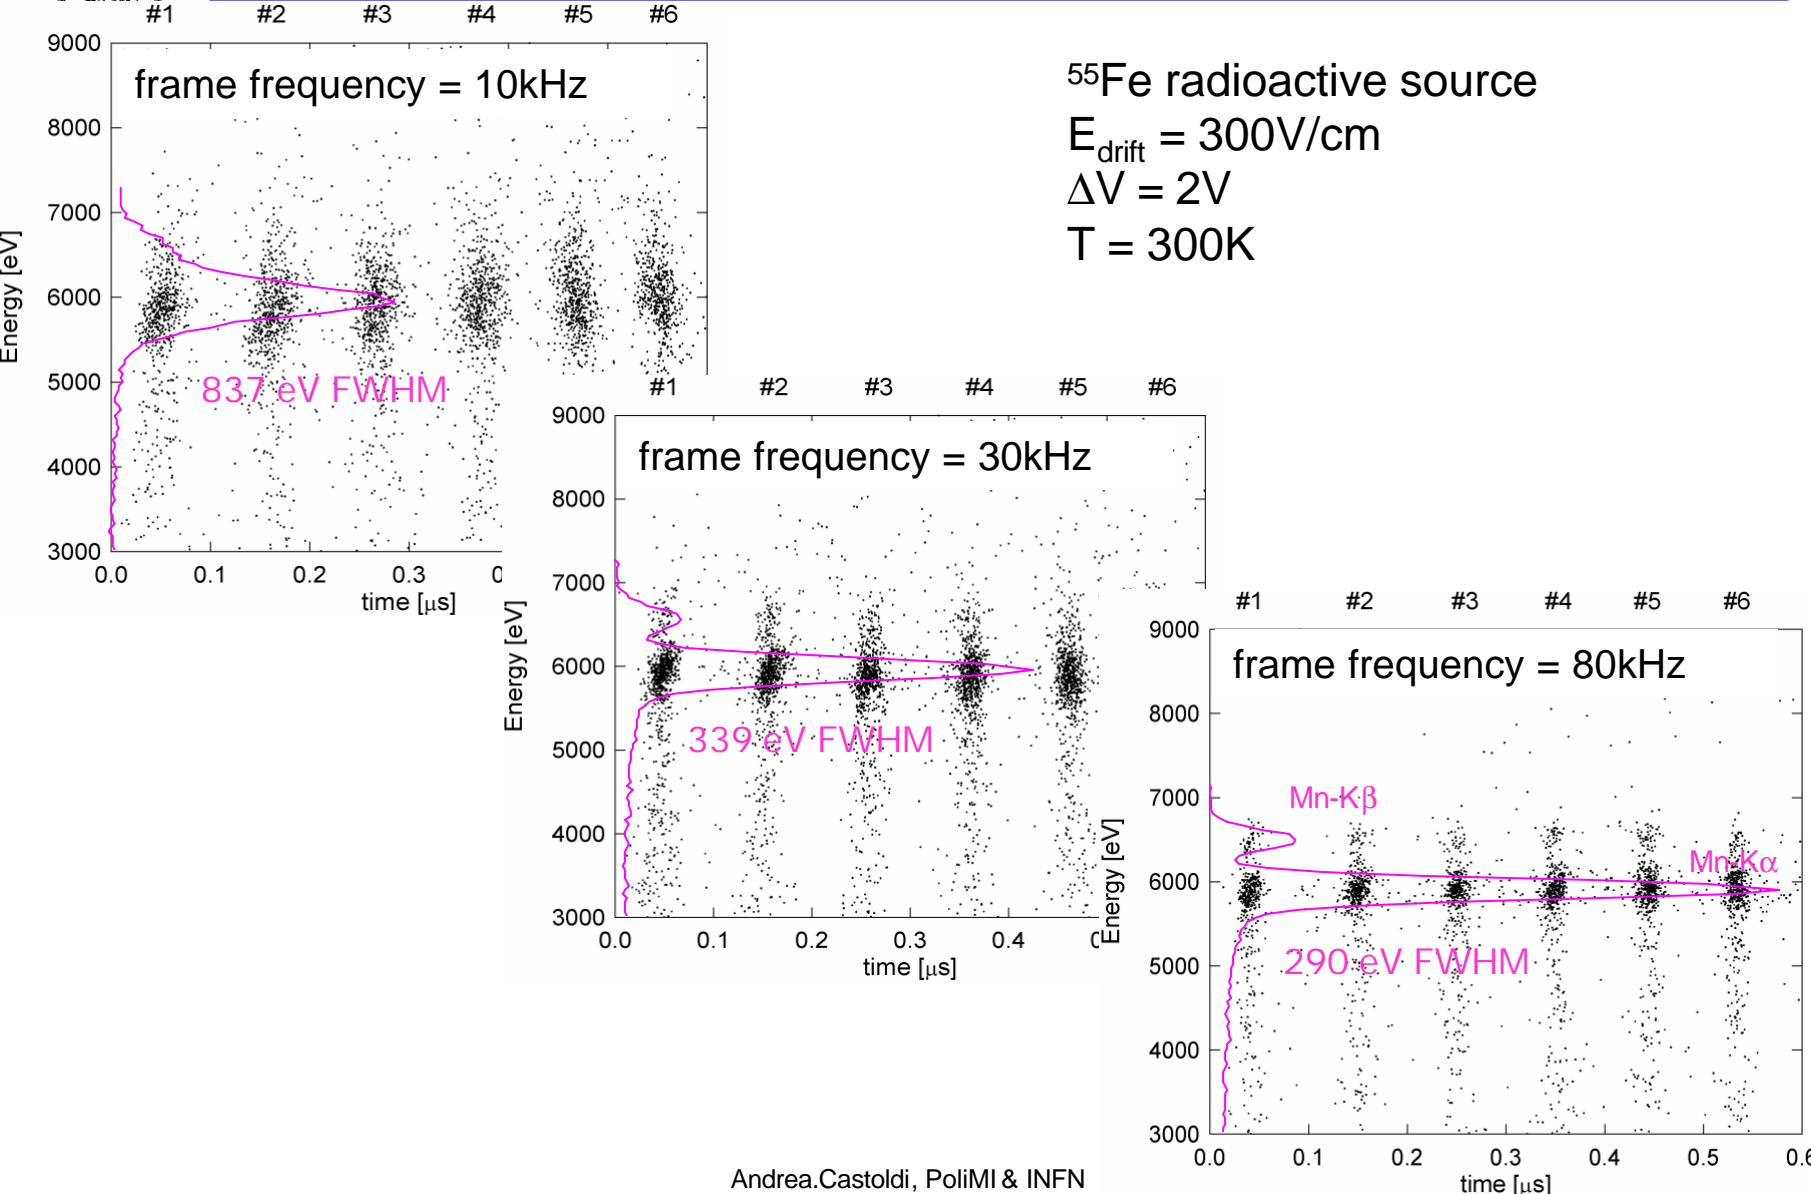 #1 #2 #3 #4 #5 #6
9000
8000
7000
6000
5000
4000
3000
Energy [eV]
frame frequency = 10kHz
837 eV FWHM
0.0 0.1 0.2 0.3
time [µs]
⁵⁵Fe radioactive source
E_drift = 300V/cm
ΔV = 2V
T = 300K
#1 #2 #3 #4 #5 #6
9000
8000
7000
6000
5000
4000
3000
Energy [eV]
frame frequency = 30kHz
339 eV FWHM
0.0 0.1 0.2 0.3 0.4
time [µs]
#1 #2 #3 #4 #5 #6
9000
8000
7000
6000
5000
4000
3000
Energy [eV]
frame frequency = 80kHz
Mn-Kβ
Mn-Kα
290 eV FWHM
0.0 0.1 0.2 0.3 0.4 0.5 0.6
time [µs]
Andrea.Castoldi, PoliMI & INFN